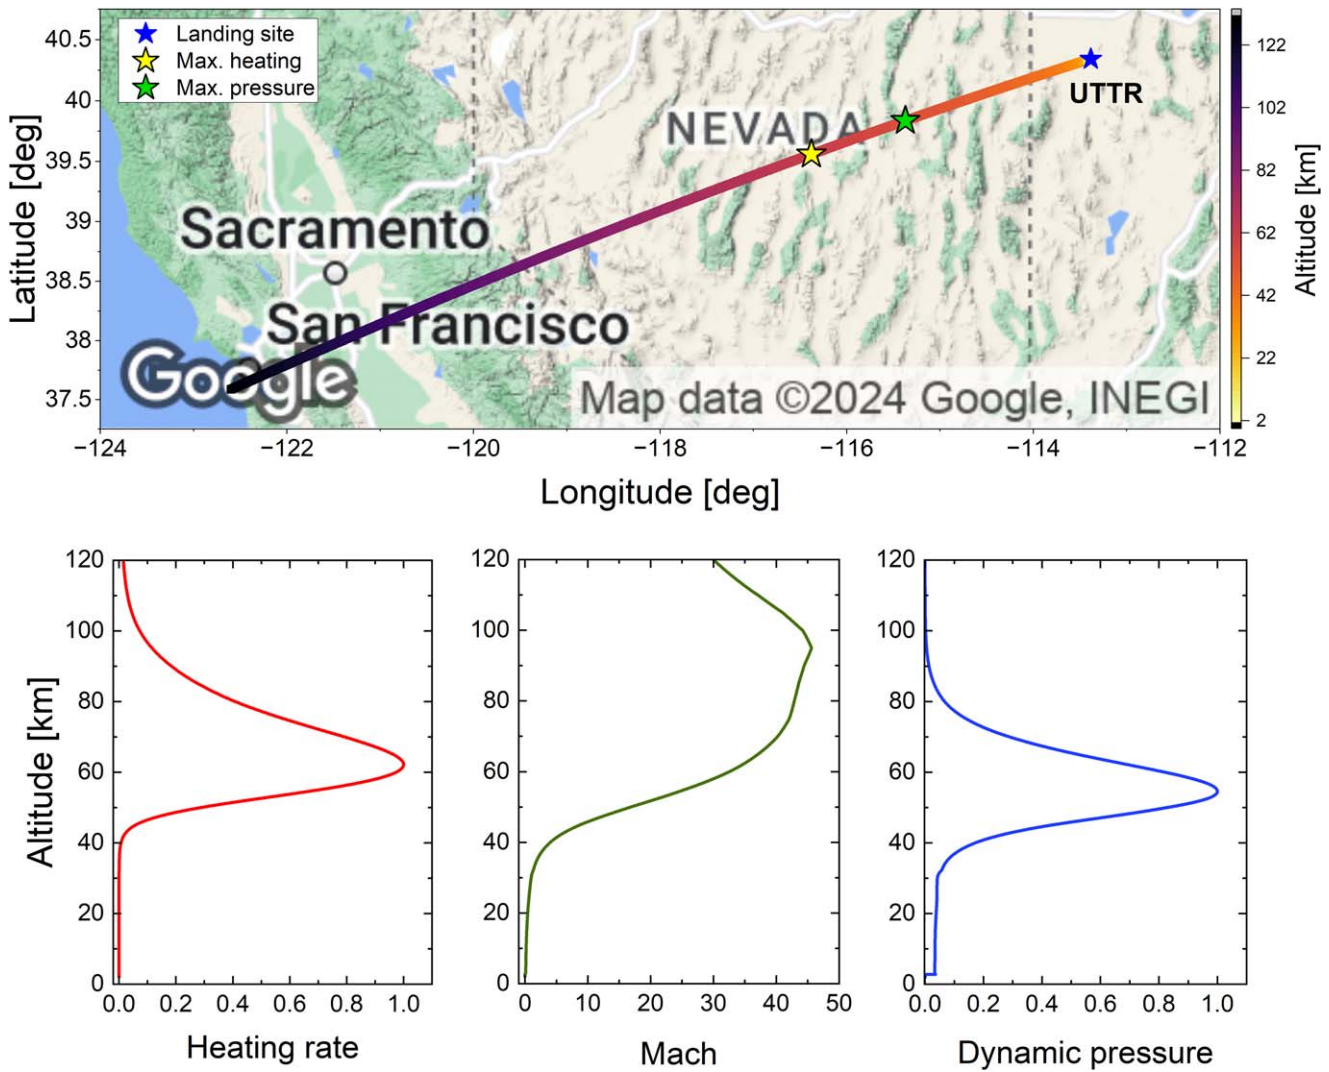 Landing site
Max. heating
Max. pressure
40.5
40
39.5
39
38.5
38
37.5
Latitude [deg]
NEVADA
UTTR
Sacramento
San Francisco
Google
Map data ©2024 Google, INEGI
−124
−122
−120
−118
−116
−114
−112
Longitude [deg]
122
102
82
62
42
22
2
Altitude [km]
120
100
80
60
40
20
0
Altitude [km]
0.0 0.2 0.4 0.6 0.8 1.0
Heating rate
120
100
80
60
40
20
0
0 10 20 30 40 50
Mach
120
100
80
60
40
20
0
0.0 0.2 0.4 0.6 0.8 1.0
Dynamic pressure